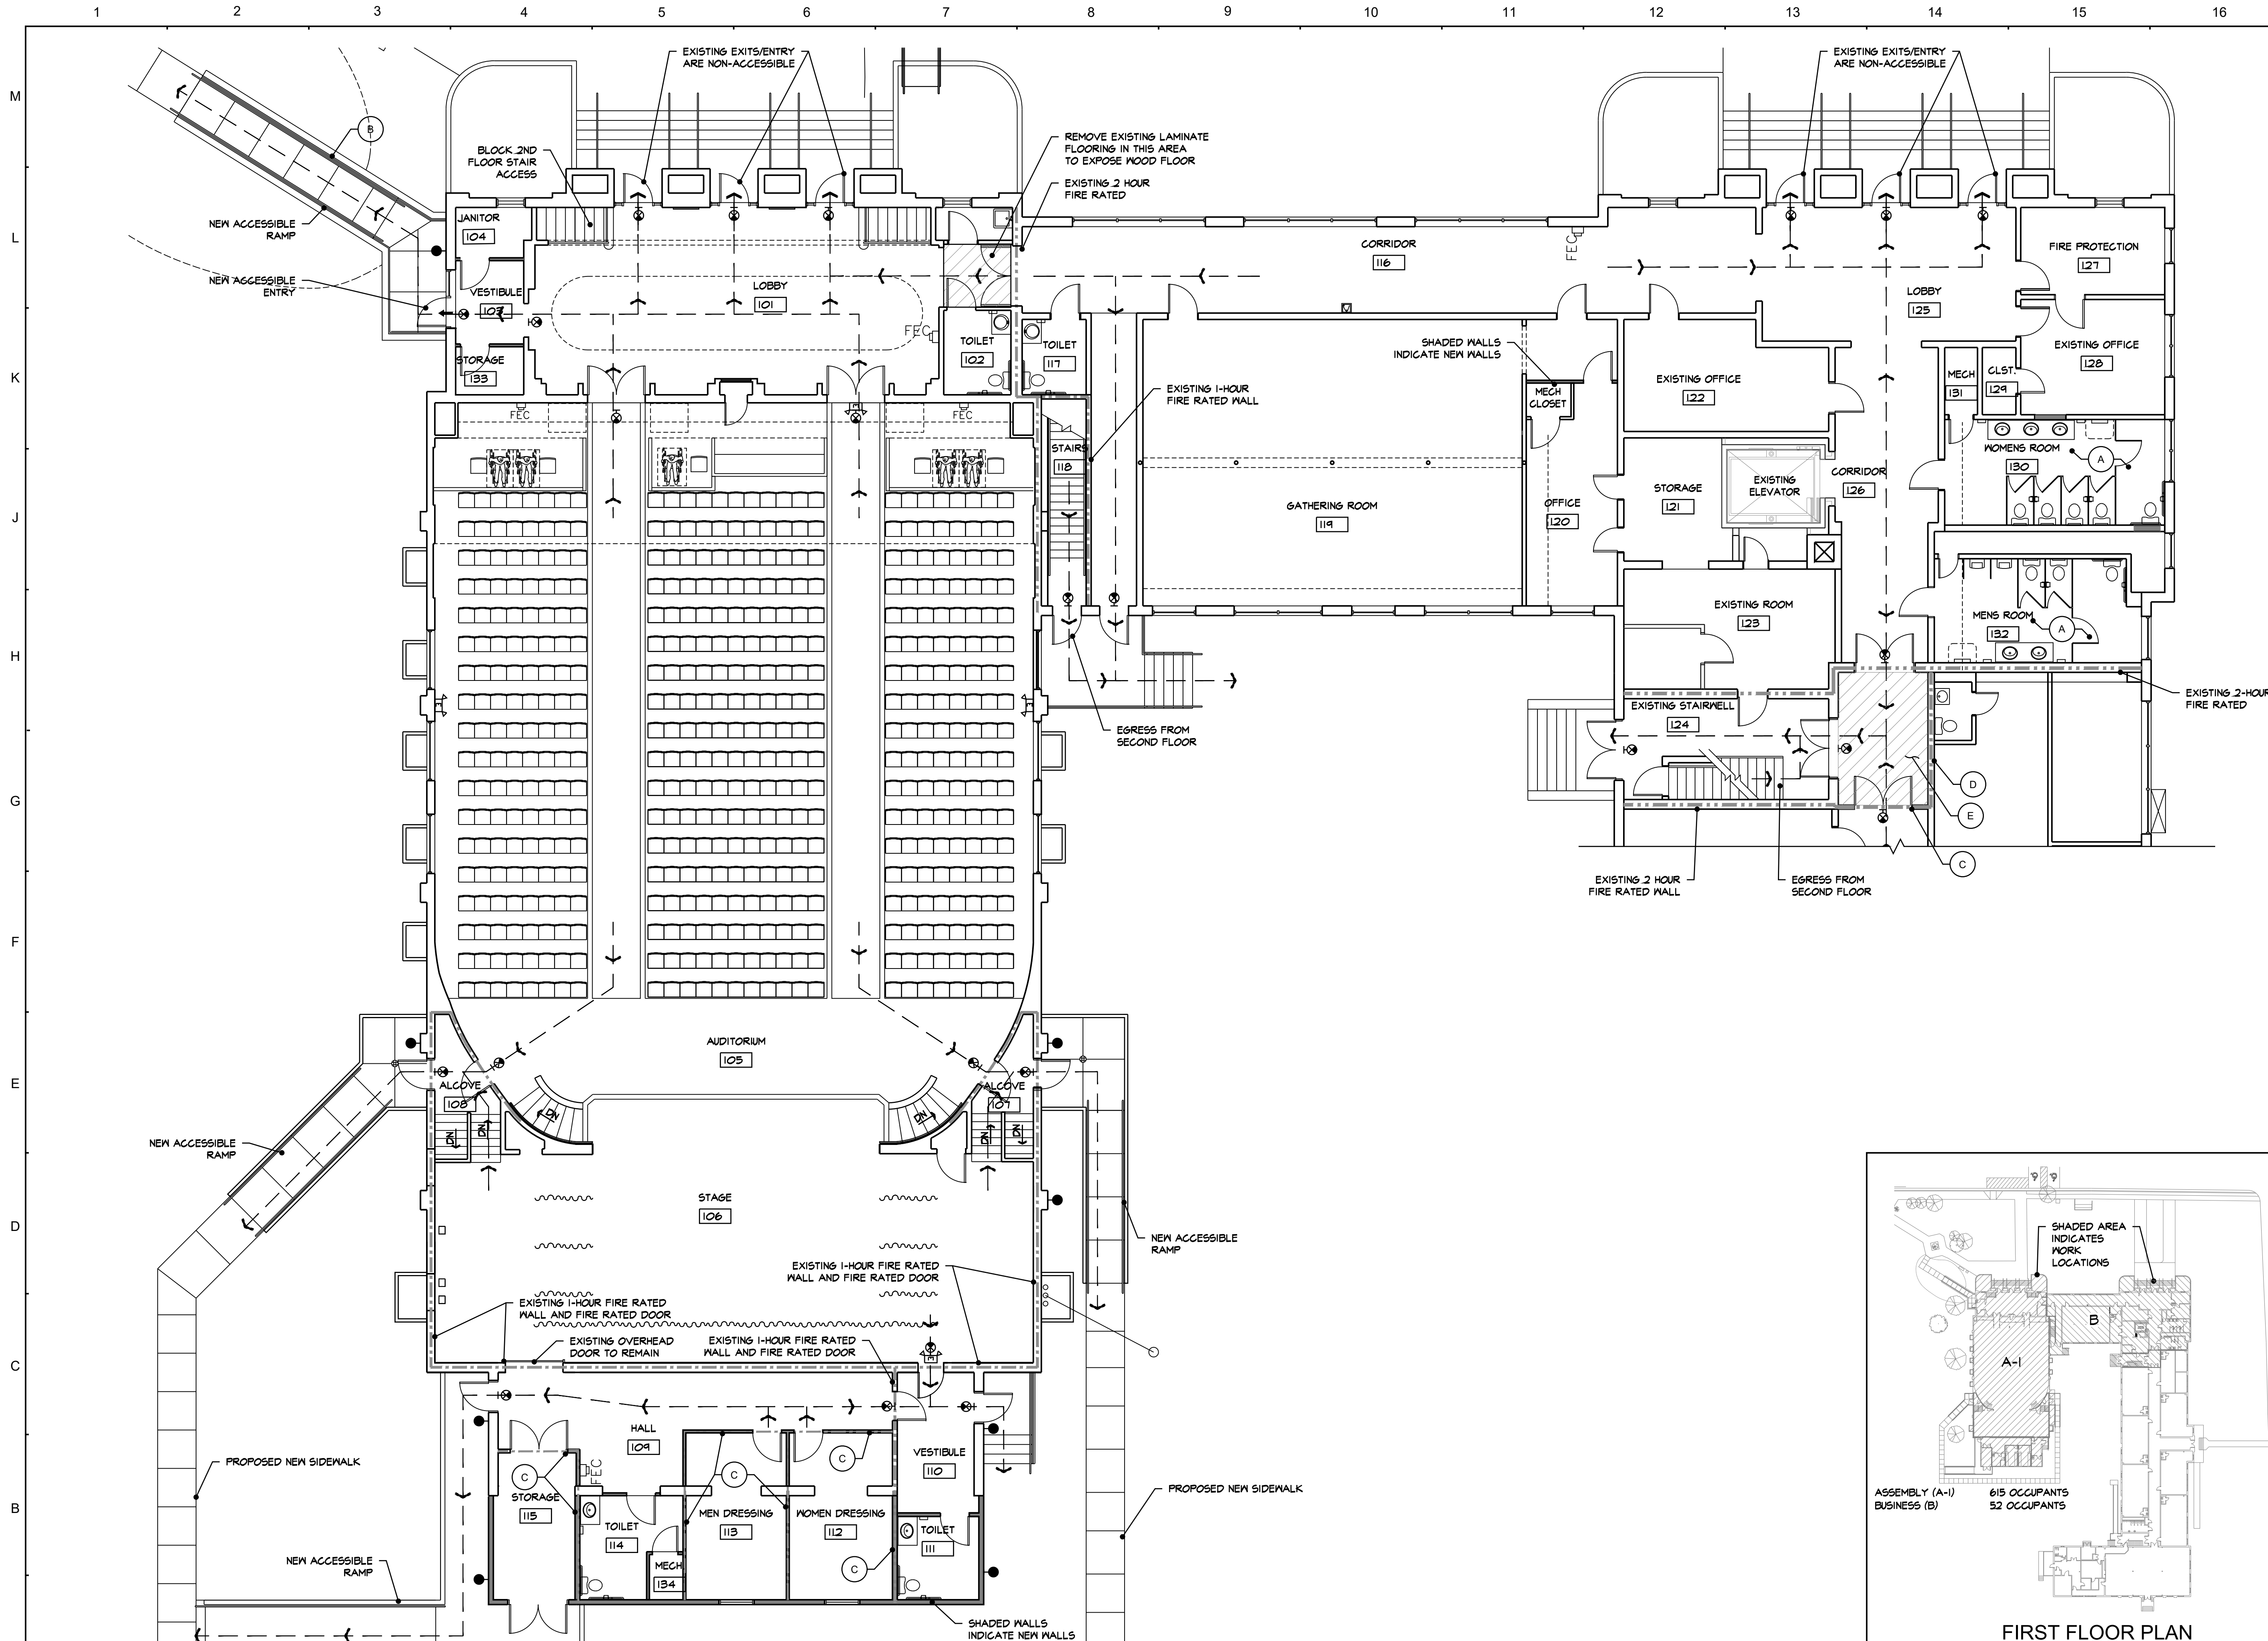 1 2 3 4 5 6 7 8 9 10 11 12 13 14 15 16
M
L
K
J
H
G
F
E
D
C
B
EXISTING EXITS/ENTRY
ARE NON-ACCESSIBLE
EXISTING EXITS/ENTRY
ARE NON-ACCESSIBLE
B
BLOCK 2ND
FLOOR STAIR
ACCESS
REMOVE EXISTING LAMINATE
FLOORING IN THIS AREA
TO EXPOSE WOOD FLOOR
EXISTING 2 HOUR
FIRE RATED
NEW ACCESSIBLE
RAMP
NEW ACCESSIBLE
ENTRY
JANITOR
104
VESTIBULE
103
STORAGE
133
LOBBY
101
FEC
TOILET
102
TOILET
117
CORRIDOR
116
FEC
LOBBY
125
FIRE PROTECTION
127
EXISTING OFFICE
128
SHADED WALLS
INDICATE NEW WALLS
EXISTING 1-HOUR
FIRE RATED WALL
MECH
CLOSET
EXISTING OFFICE
122
MECH
131
CLST.
129
FEC
FEC
STAIRS
118
WOMENS ROOM
130
A
CORRIDOR
126
EXISTING
ELEVATOR
STORAGE
121
OFFICE
120
GATHERING ROOM
119
EXISTING ROOM
123
MENS ROOM
132
A
E
E
EXISTING 2-HOUR
FIRE RATED
EXISTING STAIRWELL
124
EGRESS FROM
SECOND FLOOR
D
E
C
EXISTING 2 HOUR
FIRE RATED WALL
EGRESS FROM
SECOND FLOOR
AUDITORIUM
105
ALCOVE
108
ALCOVE
107
DN
DN
DN
DN
DN
DN
NEW ACCESSIBLE
RAMP
STAGE
106
NEW ACCESSIBLE
RAMP
EXISTING 1-HOUR FIRE RATED
WALL AND FIRE RATED DOOR
EXISTING 1-HOUR FIRE RATED
WALL AND FIRE RATED DOOR
EXISTING OVERHEAD
DOOR TO REMAIN
EXISTING 1-HOUR FIRE RATED
WALL AND FIRE RATED DOOR
E
HALL
109
FEC
VESTIBULE
110
C
C
C
C
STORAGE
115
TOILET
114
MECH
134
MEN DRESSING
113
WOMEN DRESSING
112
TOILET
111
PROPOSED NEW SIDEWALK
PROPOSED NEW SIDEWALK
NEW ACCESSIBLE
RAMP
SHADED WALLS
INDICATE NEW WALLS
SHADED AREA
INDICATES
WORK
LOCATIONS
A-1
B
ASSEMBLY (A-1) 615 OCCUPANTS
BUSINESS (B) 52 OCCUPANTS
FIRST FLOOR PLAN